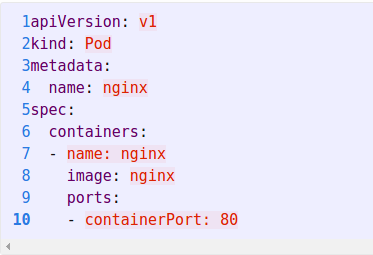 1apiVersion: v1
2kind: Pod
3metadata:
4  name: nginx
5spec:
6  containers:
7  - name: nginx
8    image: nginx
9    ports:
10    - containerPort: 80